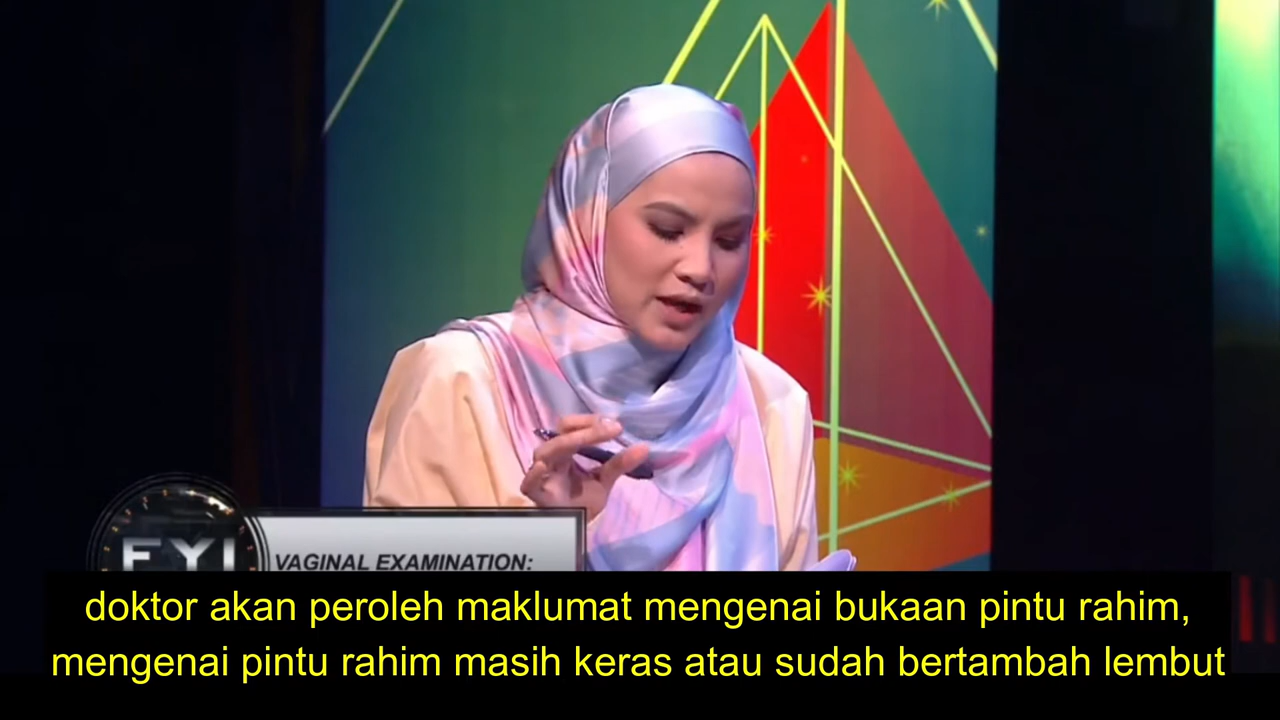 FYI
VAGINAL EXAMINATION:
doktor akan peroleh maklumat mengenai bukaan pintu rahim,
mengenai pintu rahim masih keras atau sudah bertambah lembut